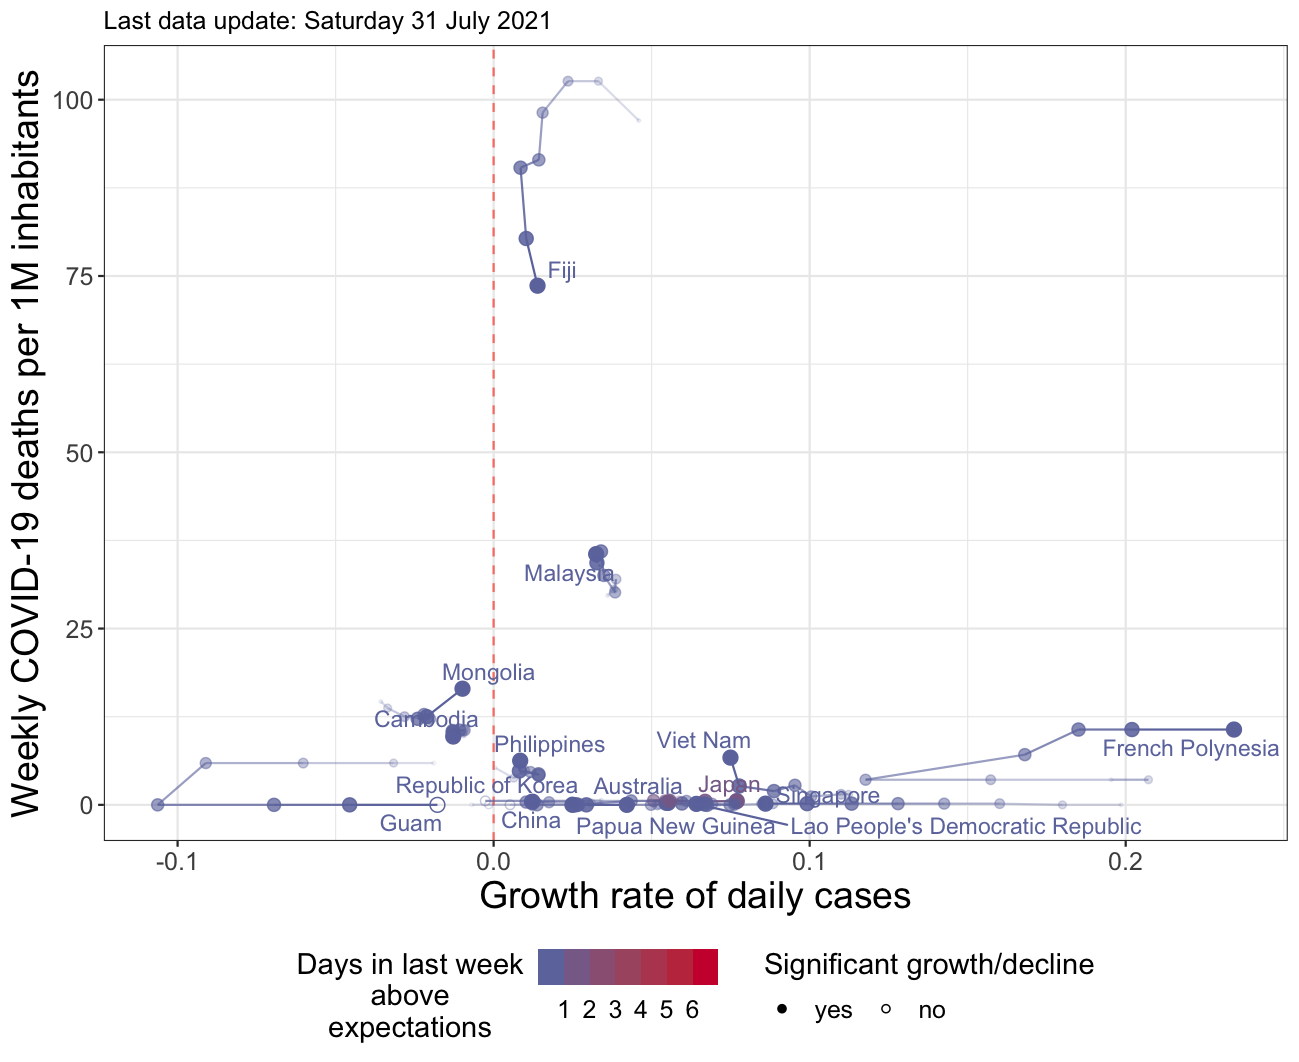 Last data update: Saturday 31 July 2021
Weekly COVID-19 deaths per 1M inhabitants
100
75
50
25
0
Fiji
Malaysia
Mongolia
Cambodia
Philippines
Viet Nam
French Polynesia
Republic of Korea
Australia
Japan
Singapore
Guam
China
Papua New Guinea
Lao People's Democratic Republic
-0.1
0.0
0.1
0.2
Growth rate of daily cases
Days in last week
above
expectations
1 2 3 4 5 6
Significant growth/decline
yes
no